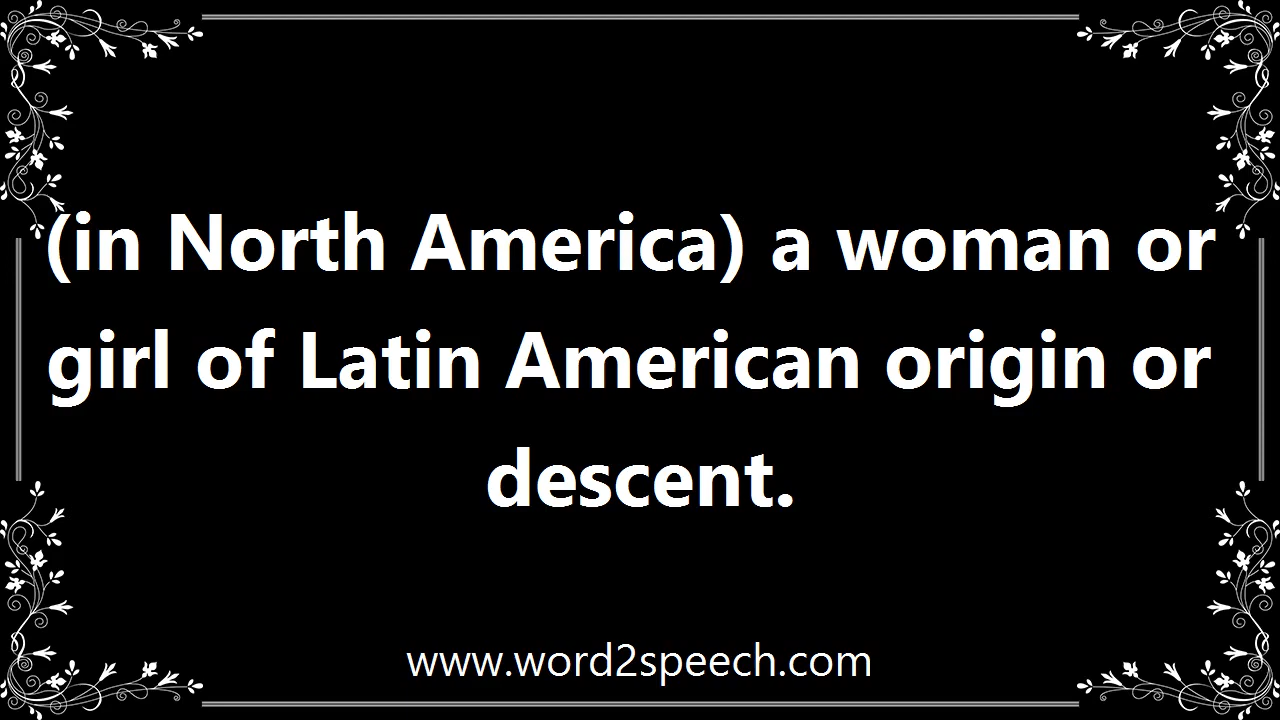 (in North America) a woman or
girl of Latin American origin or
descent.
www.word2speech.com